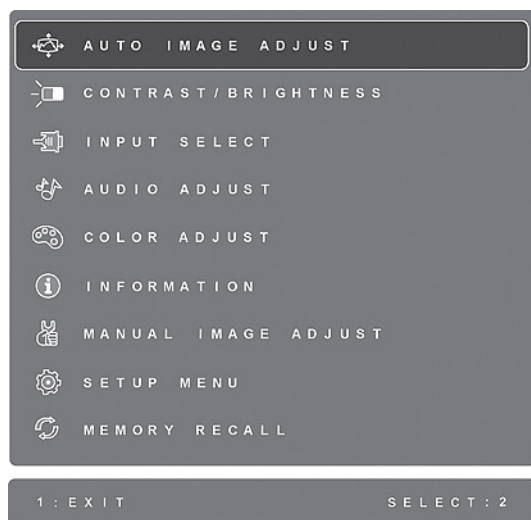 AUTO IMAGE ADJUST
CONTRAST/BRIGHTNESS
INPUT SELECT
AUDIO ADJUST
COLOR ADJUST
INFORMATION
MANUAL IMAGE ADJUST
SETUP MENU
MEMORY RECALL
1:EXIT SELECT:2